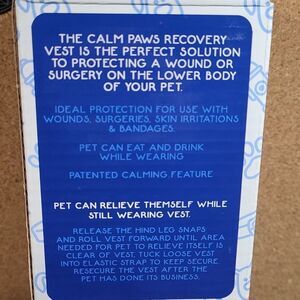 THE CALM PAWS RECOVERY
VEST IS THE PERFECT SOLUTION
TO PROTECTING A WOUND OR
SURGERY ON THE LOWER BODY
OF YOUR PET.
IDEAL PROTECTION FOR USE WITH
WOUNDS, SURGERIES, SKIN IRRITATIONS
& BANDAGES.
PET CAN EAT AND DRINK
WHILE WEARING
PATENTED CALMING FEATURE
PET CAN RELIEVE THEMSELF WHILE
STILL WEARING VEST.
RELEASE THE HIND LEG SNAPS
AND ROLL VEST FORWARD UNTIL AREA
NEEDED FOR PET TO RELIEVE ITSELF IS
CLEAR OF VEST, TUCK LOOSE VEST
INTO ELASTIC STRAP TO KEEP SECURE.
RESECURE THE VEST AFTER THE
PET HAS DONE ITS BUSINESS.